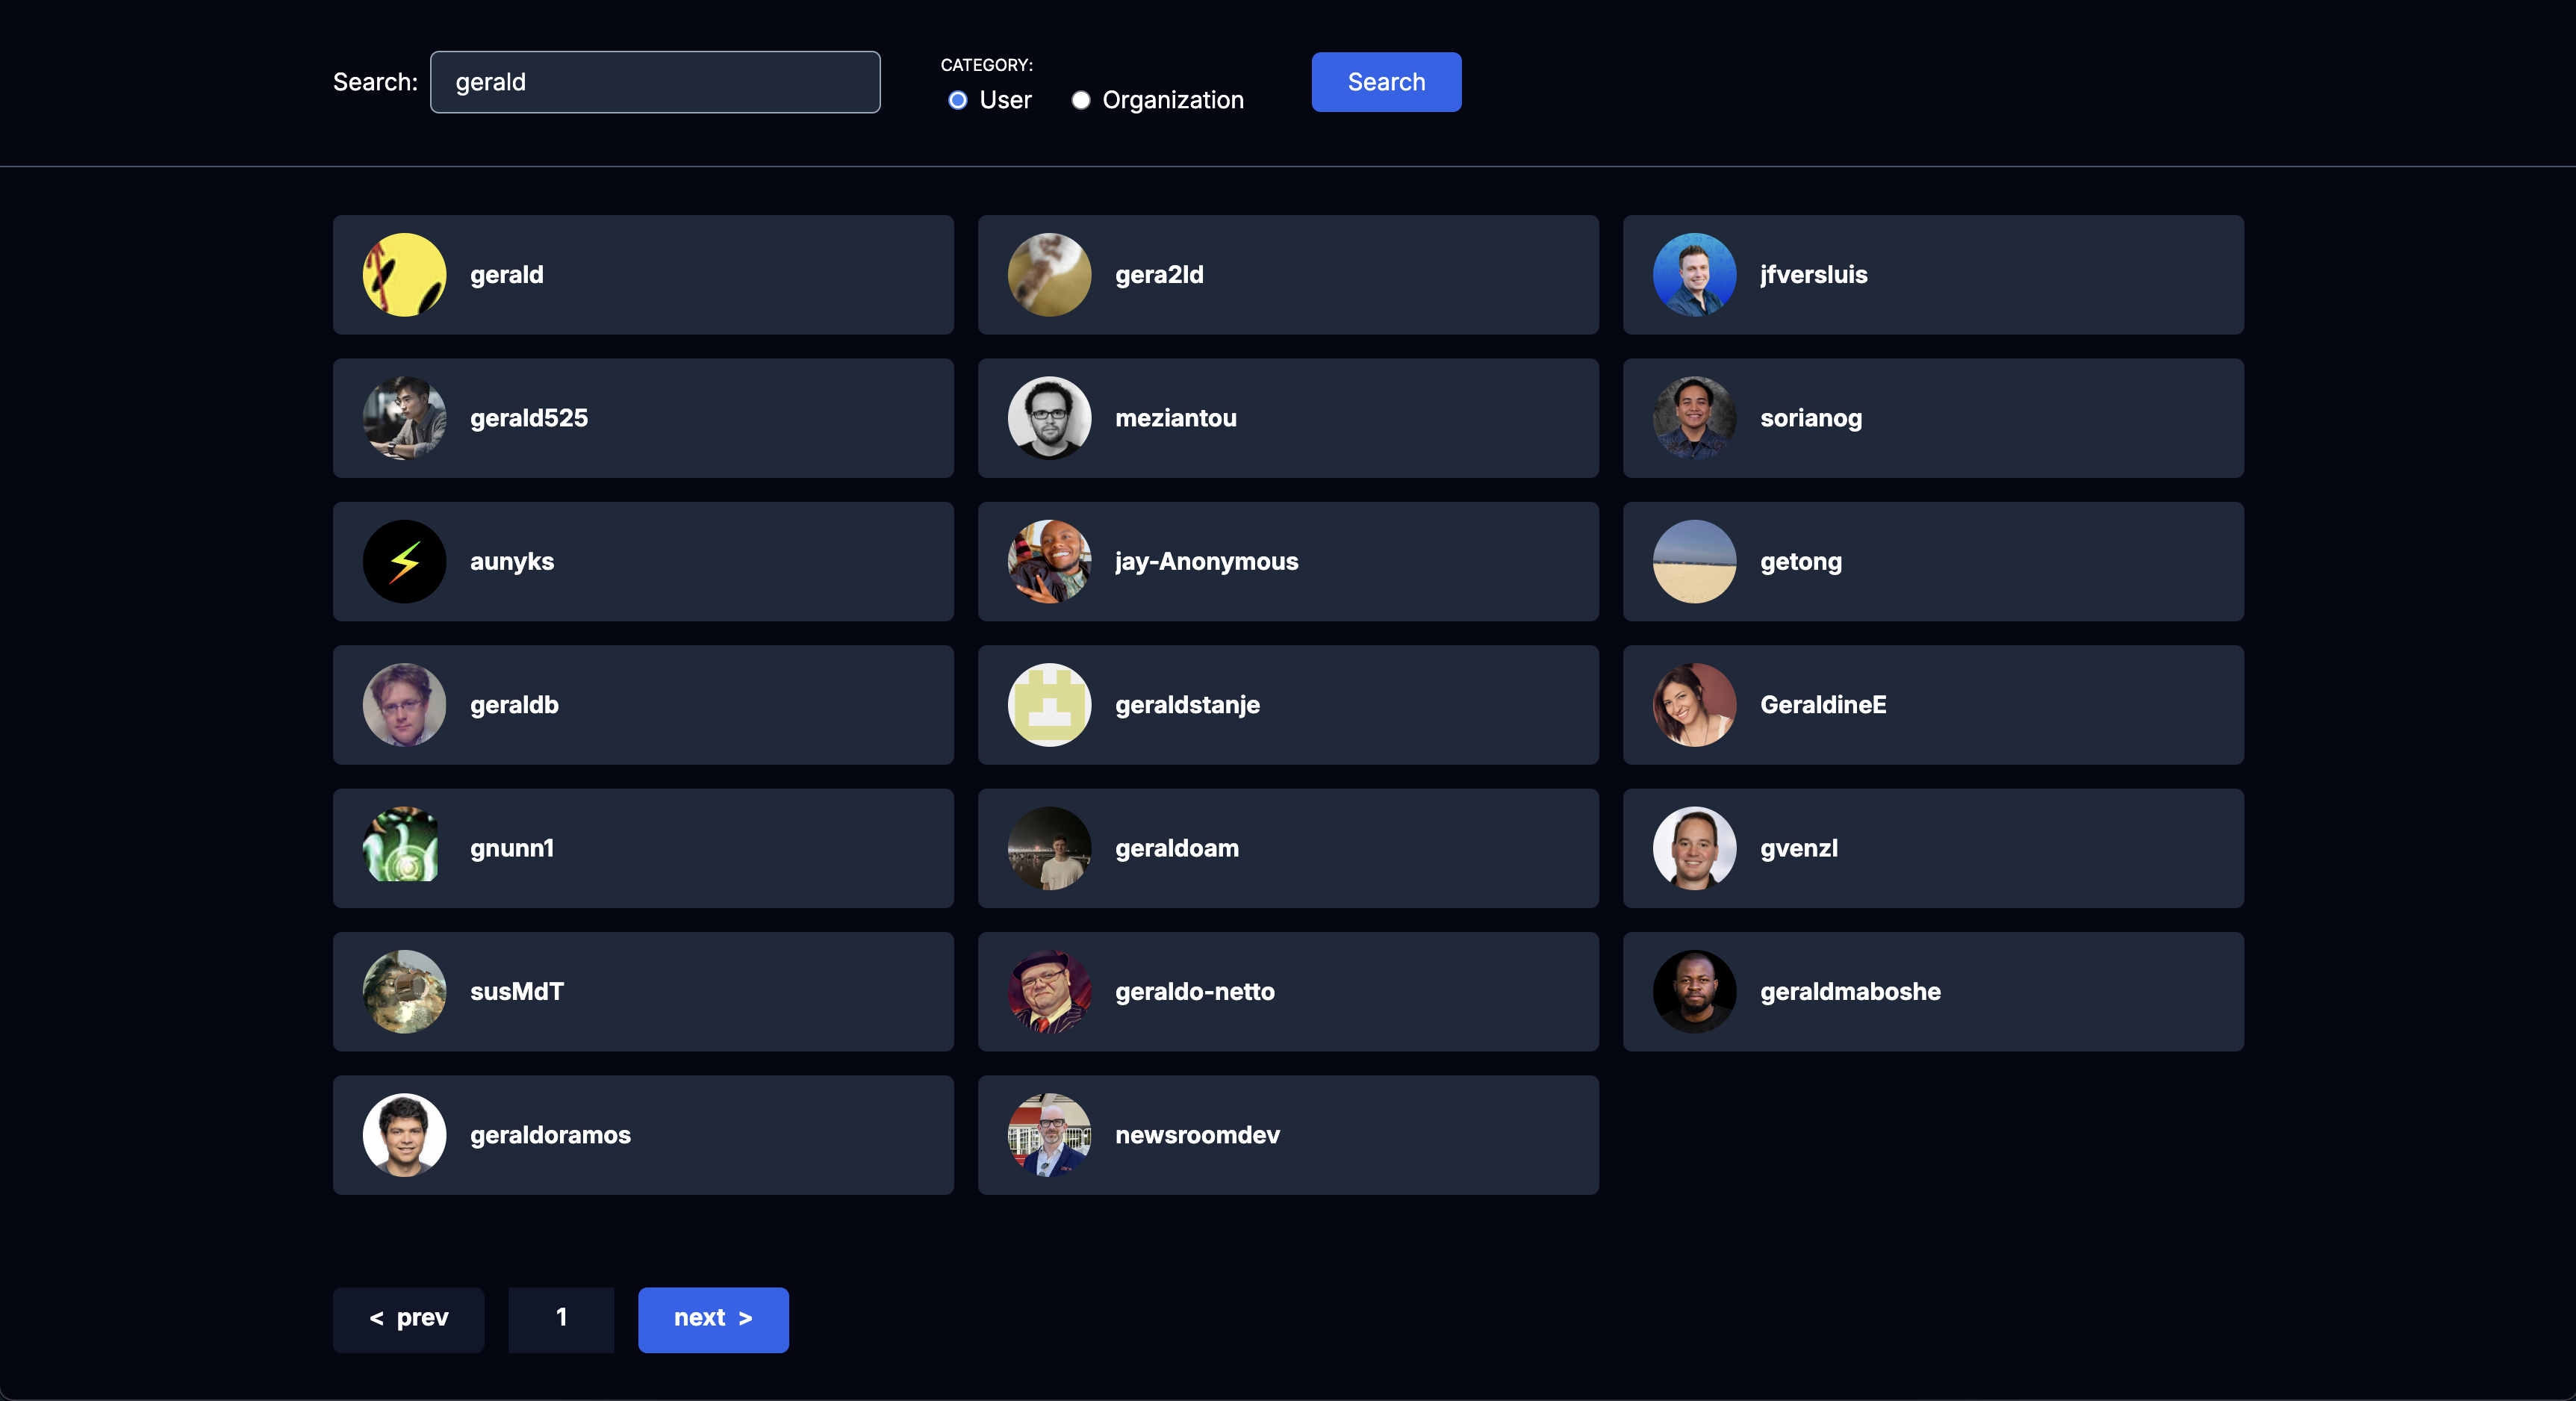 Search: gerald
CATEGORY:
User Organization
Search
gerald
gera2ld
jfversluis
gerald525
meziantou
sorianog
aunyks
jay-Anonymous
getong
geraldb
geraldstanje
GeraldineE
gnunn1
geraldoam
gvenzl
susMdT
geraldo-netto
geraldmaboshe
geraldoramos
newsroomdev
< prev 1 next >